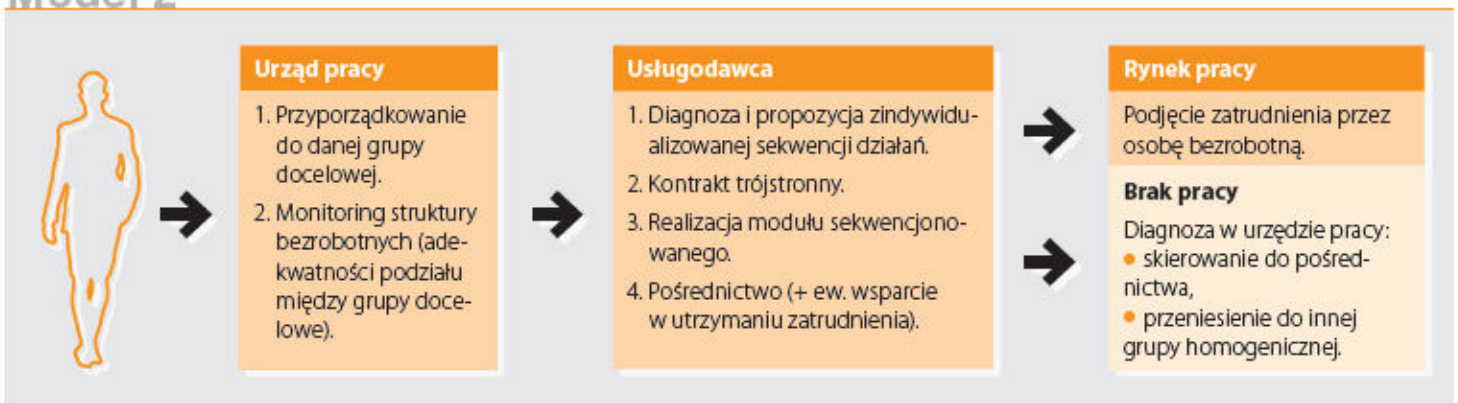 Model 2
Urząd pracy
1. Przyporządkowanie
do danej grupy
docelowej.
2. Monitoring struktury
bezrobotnych (ade-
kwatności podziału
między grupy doce-
lowe).
Usługodawca
1. Diagnoza i propozycja zindywidu-
alizowanej sekwencji działań.
2. Kontrakt trójstronny.
3. Realizacja modułu sekwencjono-
wanego.
4. Pośrednictwo (+ ew. wsparcie
w utrzymaniu zatrudnienia).
Rynek pracy
Podjęcie zatrudnienia przez
osobę bezrobotną.
Brak pracy
Diagnoza w urzędzie pracy:
• skierowanie do pośred-
nictwa,
• przeniesienie do innej
grupy homogenicznej.